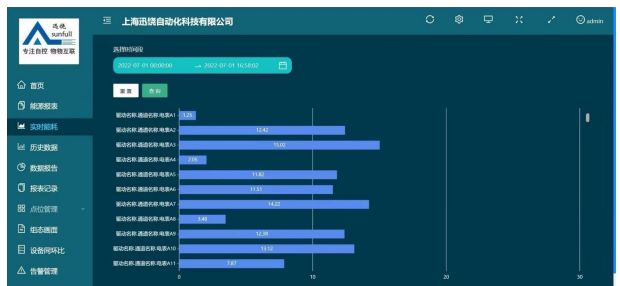 迅饶
sunfull
专注自控 物物互联
上海迅饶自动化科技有限公司
admin
选择时间段
2022-07-01 00:00:00 → 2022-07-01 16:58:02
重置 查询
首页
能源报表
实时能耗
历史数据
数据报告
报表记录
点位管理
组态画面
设备同环比
告警管理
驱动名称.通道名称.电表A1 1.23
驱动名称.通道名称.电表A2 12.42
驱动名称.通道名称.电表A3 15.02
驱动名称.通道名称.电表A4 2.05
驱动名称.通道名称.电表A5 11.82
驱动名称.通道名称.电表A6 11.51
驱动名称.通道名称.电表A7 14.22
驱动名称.通道名称.电表A8 3.48
驱动名称.通道名称.电表A9 12.38
驱动名称.通道名称.电表A10 13.12
驱动名称.通道名称.电表A11 7.87
0 10 20 30